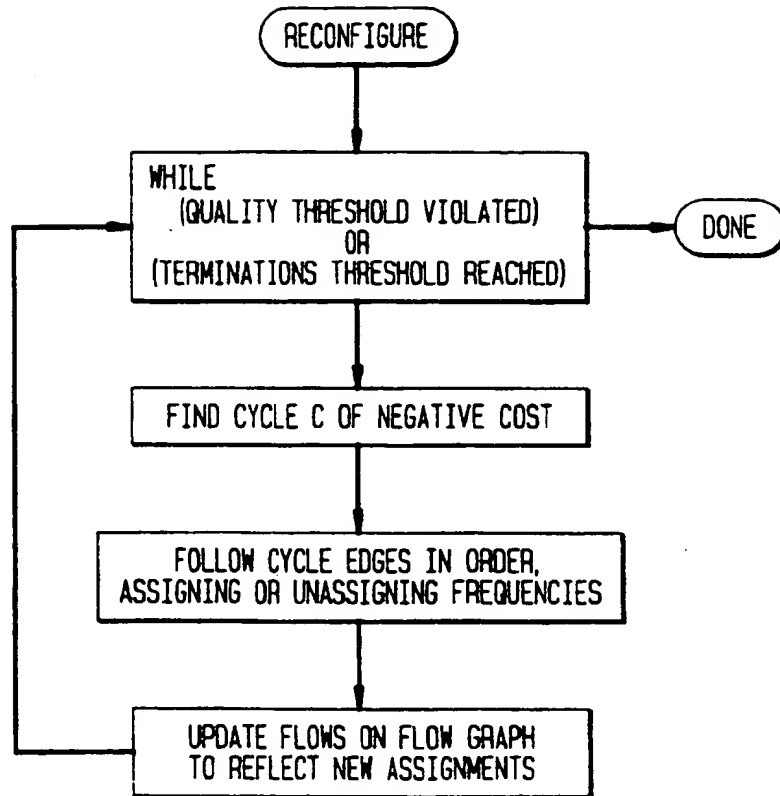 RECONFIGURE
WHILE
(QUALITY THRESHOLD VIOLATED)
OR
(TERMINATIONS THRESHOLD REACHED)
DONE
FIND CYCLE C OF NEGATIVE COST
FOLLOW CYCLE EDGES IN ORDER,
ASSIGNING OR UNASSIGNING FREQUENCIES
UPDATE FLOWS ON FLOW GRAPH
TO REFLECT NEW ASSIGNMENTS